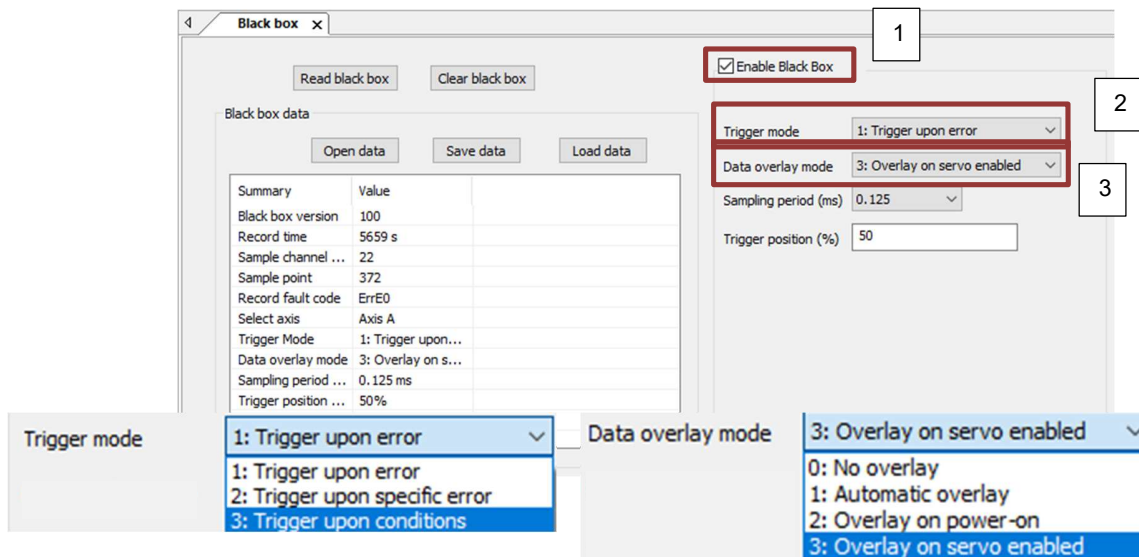 Black box x
1
Read black box Clear black box
Enable Black Box
Black box data
2
Trigger mode 1: Trigger upon error
Open data Save data Load data
Data overlay mode 3: Overlay on servo enabled
3
Summary Value
Sampling period (ms) 0.125
Black box version 100
Record time 5659 s
Trigger position (%) 50
Sample channel ... 22
Sample point 372
Record fault code ErrE0
Select axis Axis A
Trigger Mode 1: Trigger upon...
Data overlay mode 3: Overlay on s...
Sampling period ... 0.125 ms
Trigger position ... 50%
Trigger mode 1: Trigger upon error
1: Trigger upon error
2: Trigger upon specific error
3: Trigger upon conditions
Data overlay mode 3: Overlay on servo enabled
0: No overlay
1: Automatic overlay
2: Overlay on power-on
3: Overlay on servo enabled